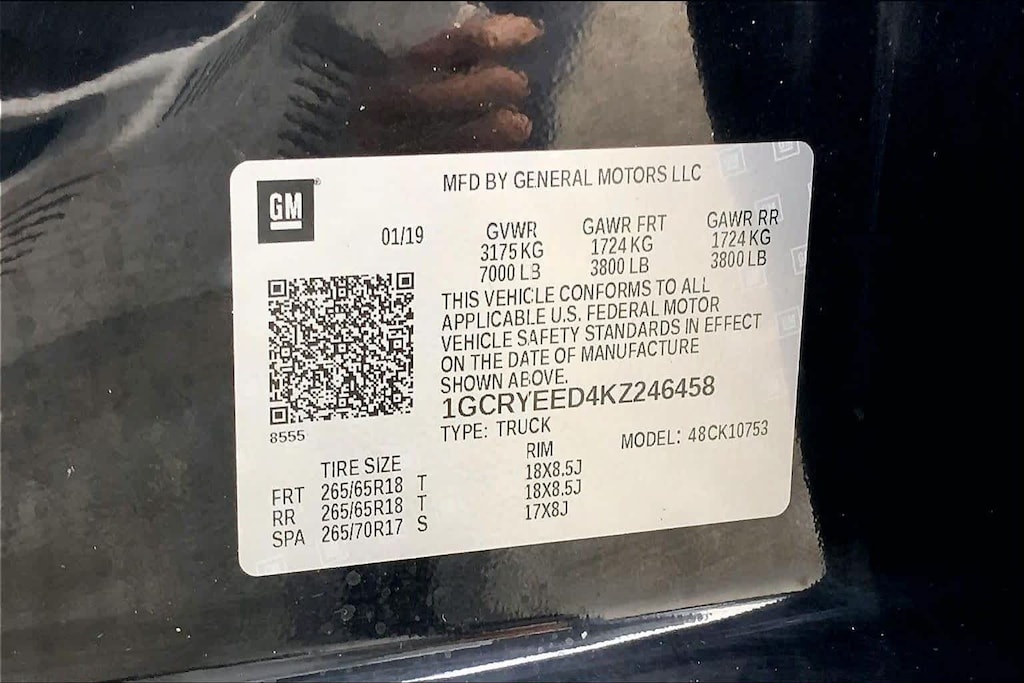 GM
MFD BY GENERAL MOTORS LLC
01/19
GVWR GAWR FRT GAWR RR
3175 KG 1724 KG 1724 KG
7000 LB 3800 LB 3800 LB
THIS VEHICLE CONFORMS TO ALL
APPLICABLE U.S. FEDERAL MOTOR
VEHICLE SAFETY STANDARDS IN EFFECT
ON THE DATE OF MANUFACTURE
SHOWN ABOVE.
1GCRYEED4KZ246458
8555
TYPE: TRUCK MODEL: 48CK10753
TIRE SIZE RIM
FRT 265/65R18 T 18X8.5J
RR 265/65R18 T 18X8.5J
SPA 265/70R17 S 17X8J